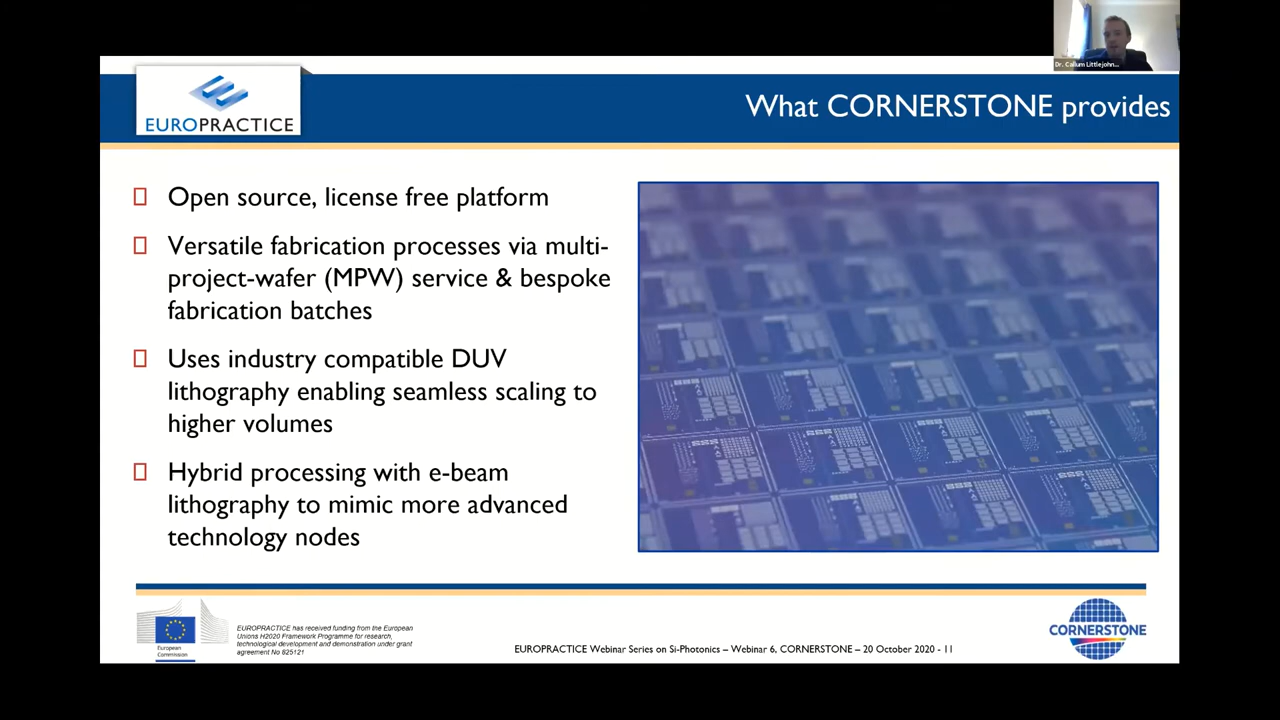 Dr. Callum Littlejohn...
EUROPRACTICE
What CORNERSTONE provides
Open source, license free platform
Versatile fabrication processes via multi-
project-wafer (MPW) service & bespoke
fabrication batches
Uses industry compatible DUV
lithography enabling seamless scaling to
higher volumes
Hybrid processing with e-beam
lithography to mimic more advanced
technology nodes
European
Commission
EUROPRACTICE has received funding from the European
Unions H2020 Framework Programme for research,
technological development and demonstration under grant
agreement No 825121
EUROPRACTICE Webinar Series on Si-Photonics – Webinar 6, CORNERSTONE – 20 October 2020 - 11
CORNERSTONE